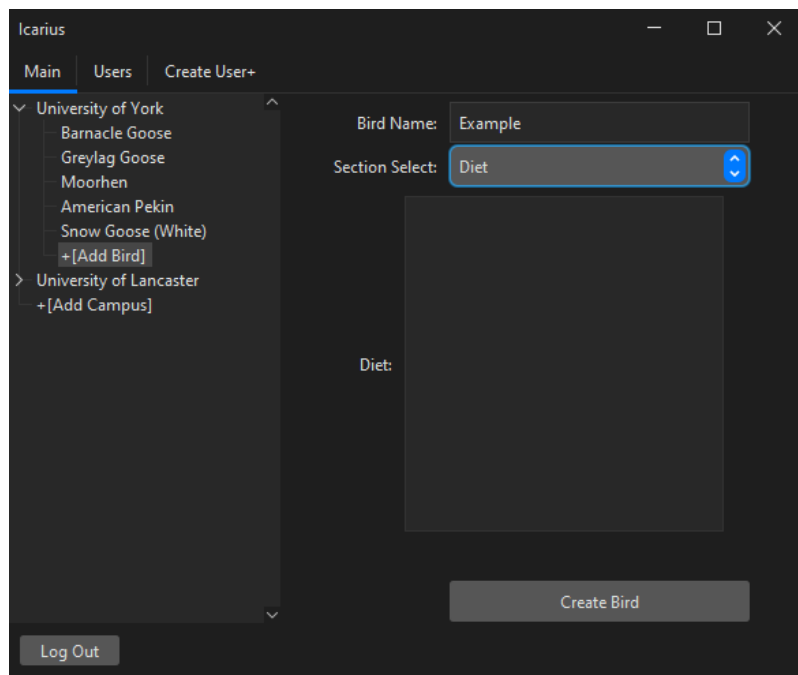 Icarius
Main Users Create User+
University of York
Barnacle Goose
Greylag Goose
Moorhen
American Pekin
Snow Goose (White)
+[Add Bird]
University of Lancaster
+[Add Campus]
Bird Name: Example
Section Select: Diet
Diet:
Create Bird
Log Out